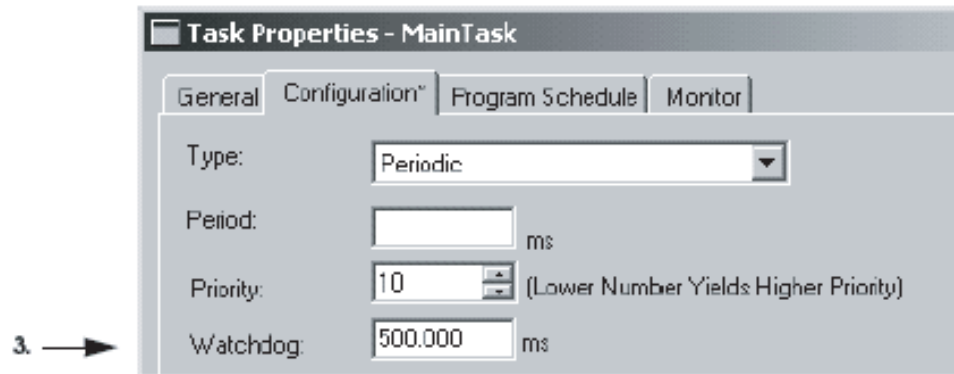 Task Properties - MainTask
General Configuration* Program Schedule Monitor
Type: Periodic
Period: ms
Priority: 10 (Lower Number Yields Higher Priority)
3. Watchdog: 500.000 ms